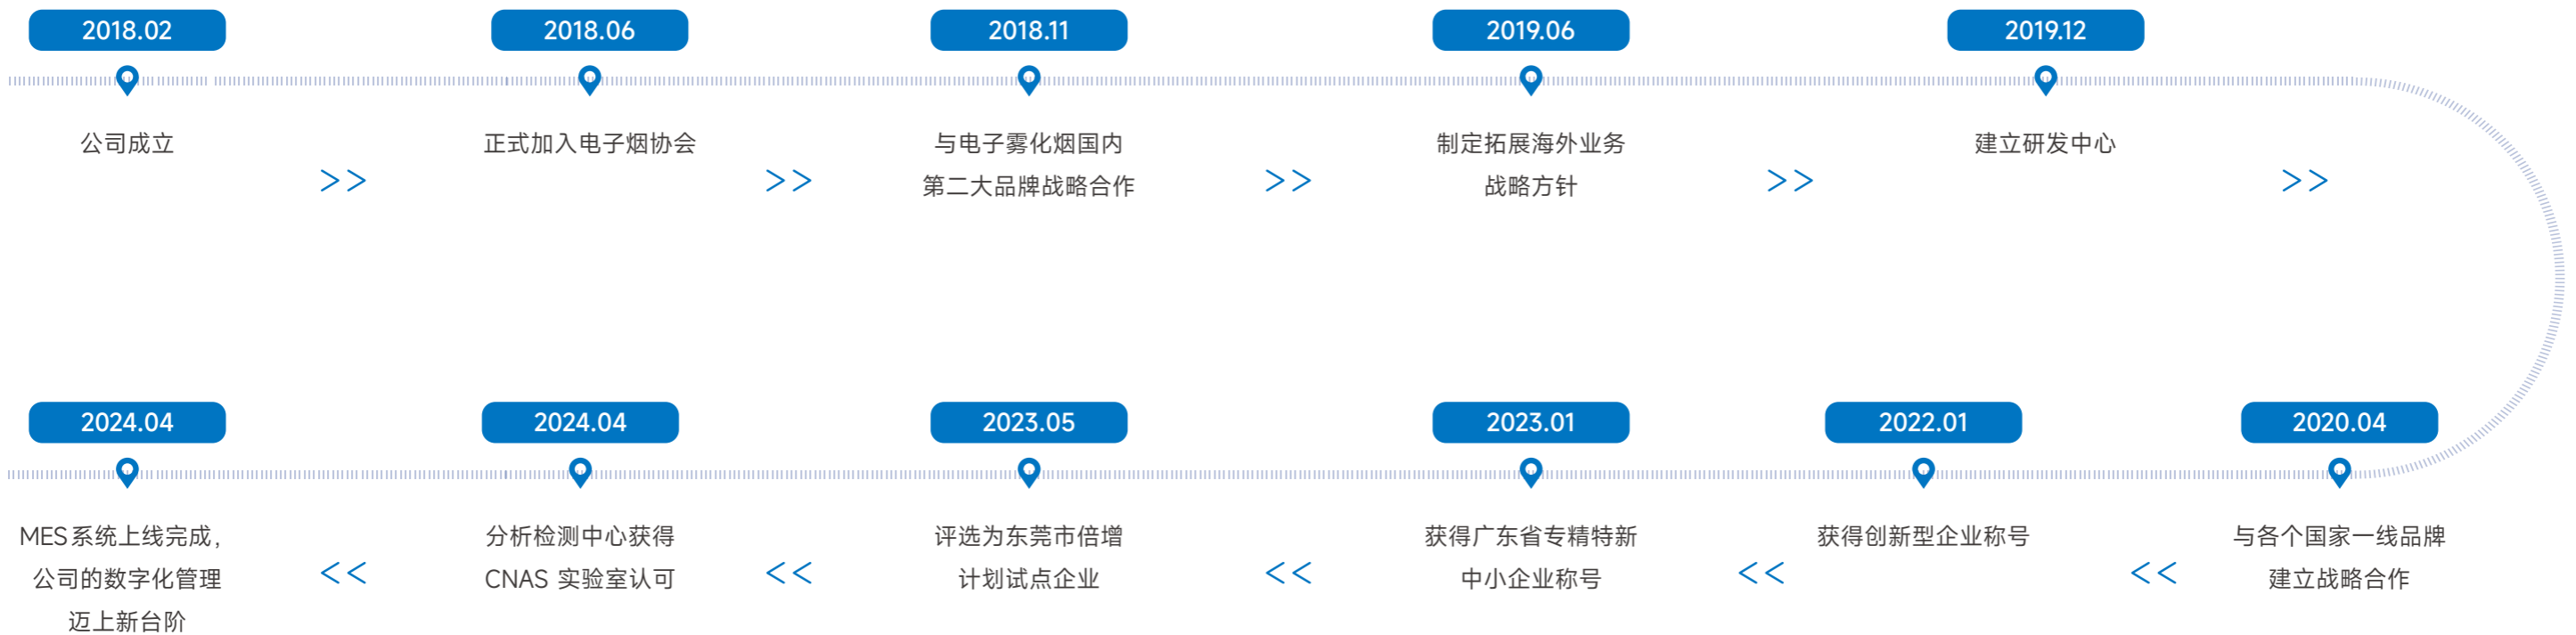 2018.02
公司成立
>>
2018.06
正式加入电子烟协会
>>
2018.11
与电子雾化烟国内
第二大品牌战略合作
>>
2019.06
制定拓展海外业务
战略方针
>>
2019.12
建立研发中心
>>
2020.04
与各个国家一线品牌
建立战略合作
<<
2022.01
获得创新型企业称号
<<
2023.01
获得广东省专精特新
中小企业称号
<<
2023.05
评选为东莞市倍增
计划试点企业
<<
2024.04
分析检测中心获得
CNAS 实验室认可
<<
2024.04
MES系统上线完成，
公司的数字化管理
迈上新台阶